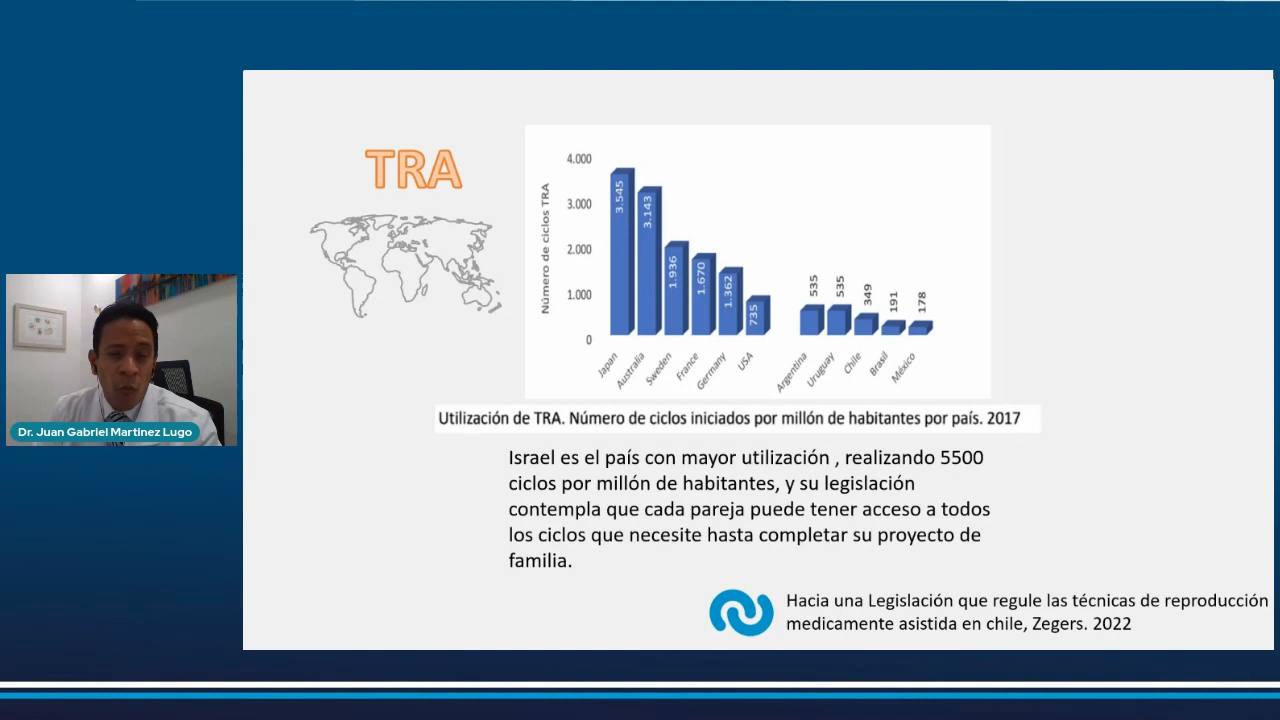 TRA
4.000
3.000
2.000
1.000
0
Número de ciclos TRA
3.545
3.143
1.936
1.670
1.362
735
535
535
349
191
178
Japan
Australia
Sweden
France
Germany
USA
Argentina
Uruguay
Chile
Brasil
México
Utilización de TRA. Número de ciclos iniciados por millón de habitantes por país. 2017
Dr. Juan Gabriel Martinez Lugo
Israel es el país con mayor utilización , realizando 5500
ciclos por millón de habitantes, y su legislación
contempla que cada pareja puede tener acceso a todos
los ciclos que necesite hasta completar su proyecto de
familia.
Hacia una Legislación que regule las técnicas de reproducción
medicamente asistida en chile, Zegers. 2022